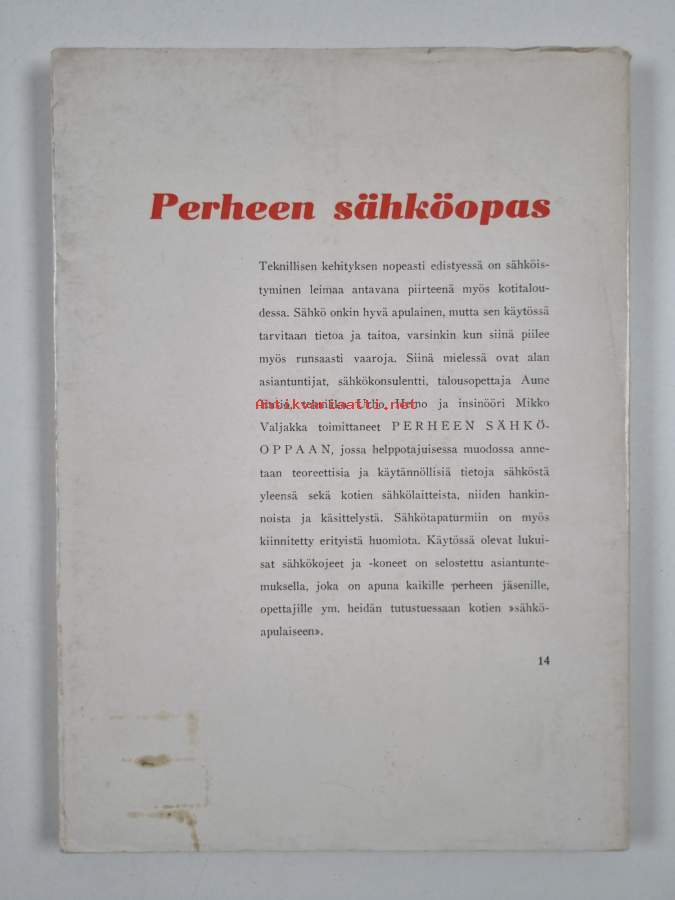 Perheen sähköopas
Teknillisen kehityksen nopeasti edistyessä on sähköis-
tyminen leimaa antavana piirteenä myös kotitalou-
dessa. Sähkö onkin hyvä apulainen, mutta sen käytössä
tarvitaan tietoa ja taitoa, varsinkin kun siinä piilee
myös runsaasti vaaroja. Siinä mielessä ovat alan
asiantuntijat, sähkökonsulentti, talousopettaja Aune
Antikvariaatti.net
Heino ja insinööri Mikko
Valjakka toimittaneet PERHEEN SÄHKÖ-
OPPAAN, jossa helppotajuisessa muodossa anne-
taan teoreettisia ja käytännöllisiä tietoja sähköstä
yleensä sekä kotien sähkölaitteista, niiden hankin-
noista ja käsittelystä. Sähkötapaturmiin on myös
kiinnitetty erityistä huomiota. Käytössä olevat lukui-
sat sähkökojeet ja -koneet on selostettu asiantunte-
muksella, joka on apuna kaikille perheen jäsenille,
opettajille ym. heidän tutustuessaan kotien »sähkö-
apulaiseen».
14